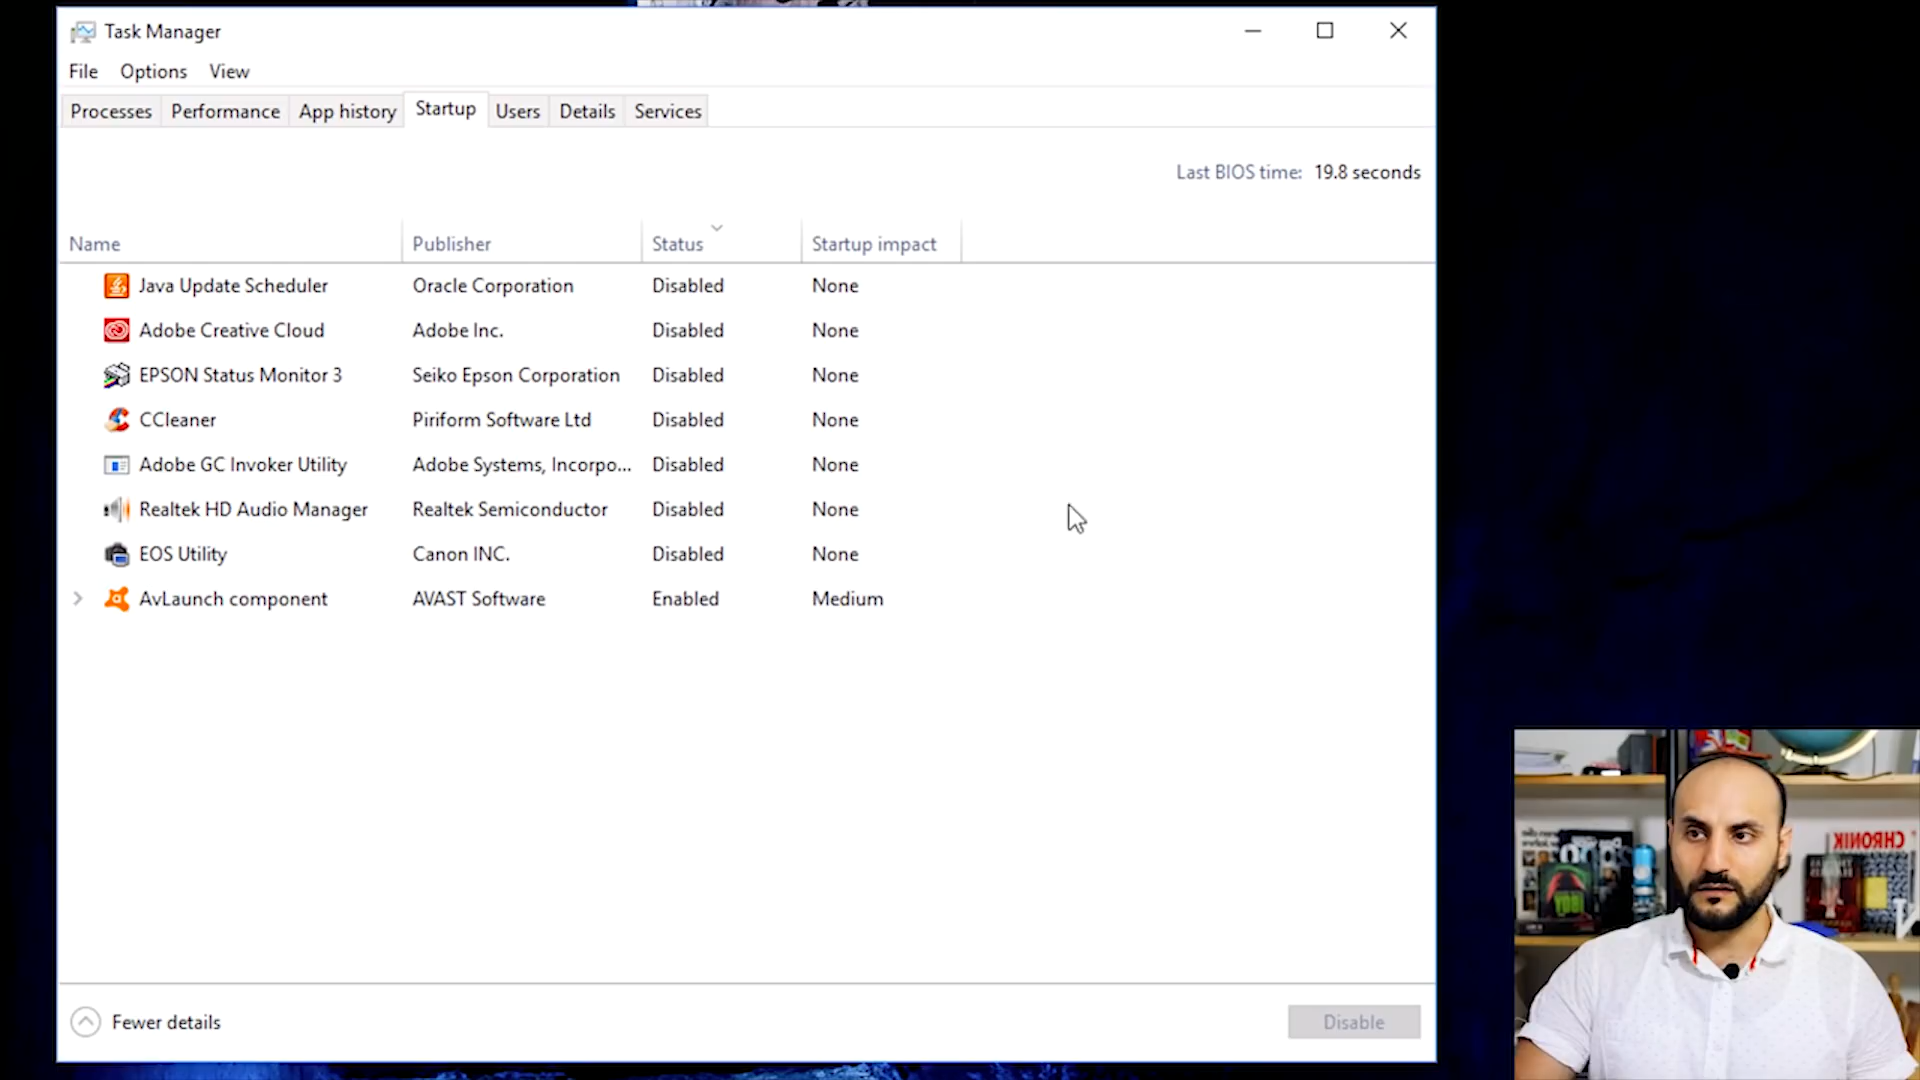 Task Manager
File Options View
Processes Performance App history Startup Users Details Services
Last BIOS time: 19.8 seconds
Name Publisher Status Startup impact
Java Update Scheduler Oracle Corporation Disabled None
Adobe Creative Cloud Adobe Inc. Disabled None
EPSON Status Monitor 3 Seiko Epson Corporation Disabled None
CCleaner Piriform Software Ltd Disabled None
Adobe GC Invoker Utility Adobe Systems, Incorpo... Disabled None
Realtek HD Audio Manager Realtek Semiconductor Disabled None
EOS Utility Canon INC. Disabled None
AvLaunch component AVAST Software Enabled Medium
CHRONIK
Fewer details Disable